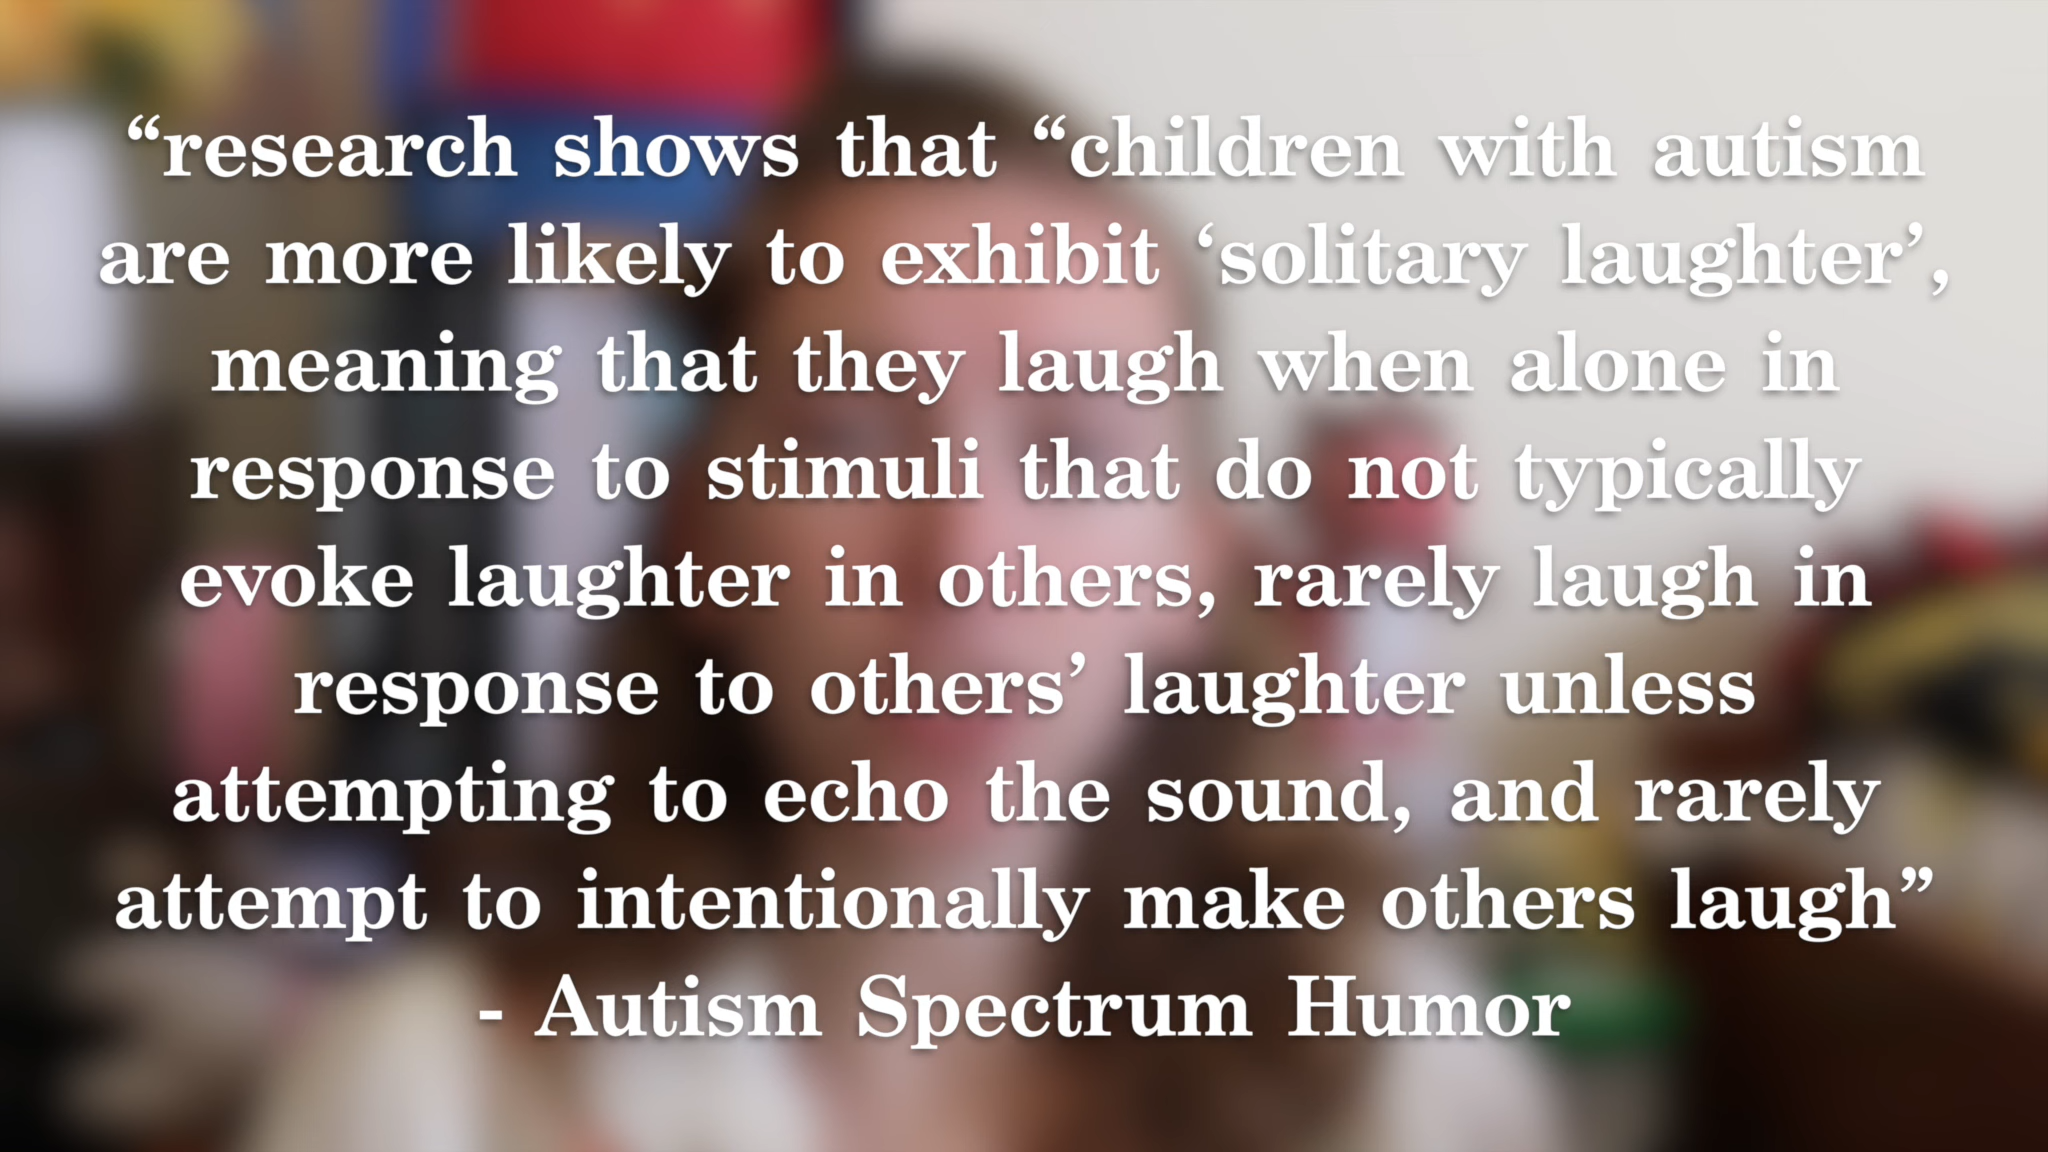 “research shows that “children with autism
are more likely to exhibit ‘solitary laughter’,
meaning that they laugh when alone in
response to stimuli that do not typically
evoke laughter in others, rarely laugh in
response to others’ laughter unless
attempting to echo the sound, and rarely
attempt to intentionally make others laugh”
- Autism Spectrum Humor